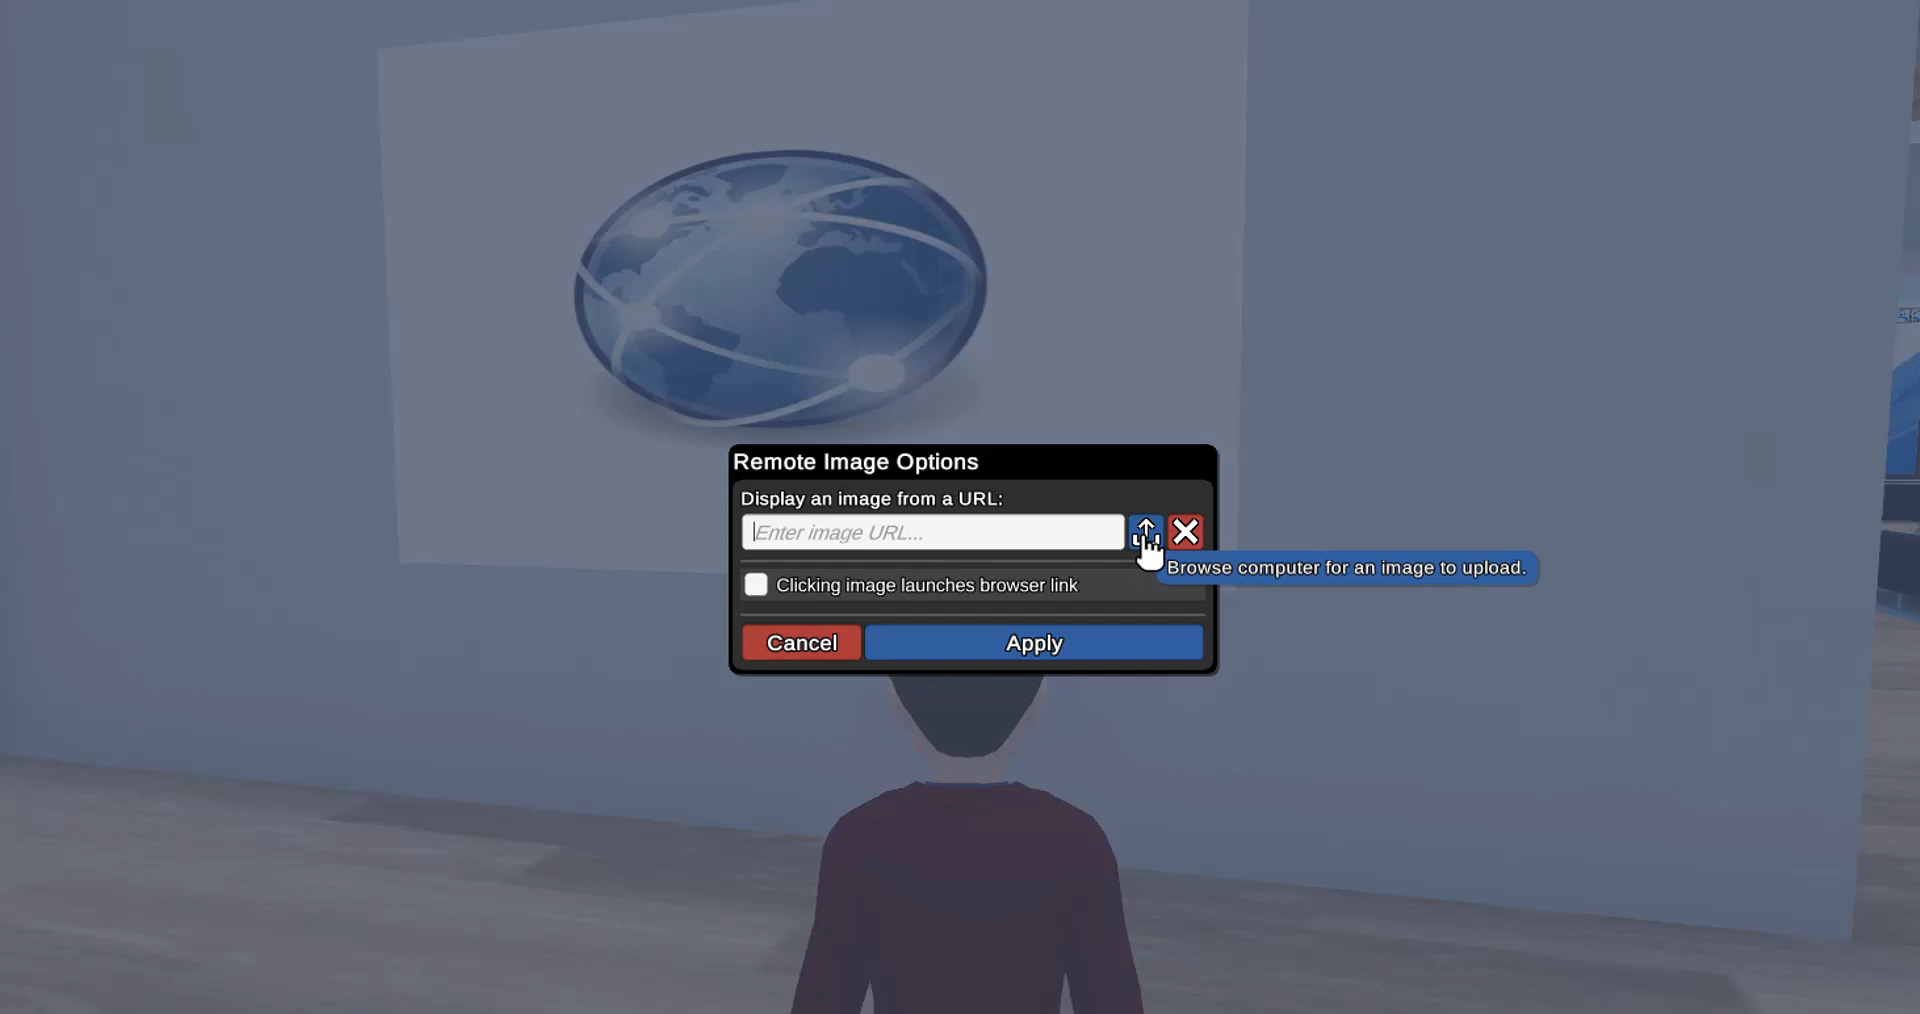 Remote Image Options
Display an image from a URL:
Enter image URL...
Browse computer for an image to upload.
Clicking image launches browser link
Cancel
Apply